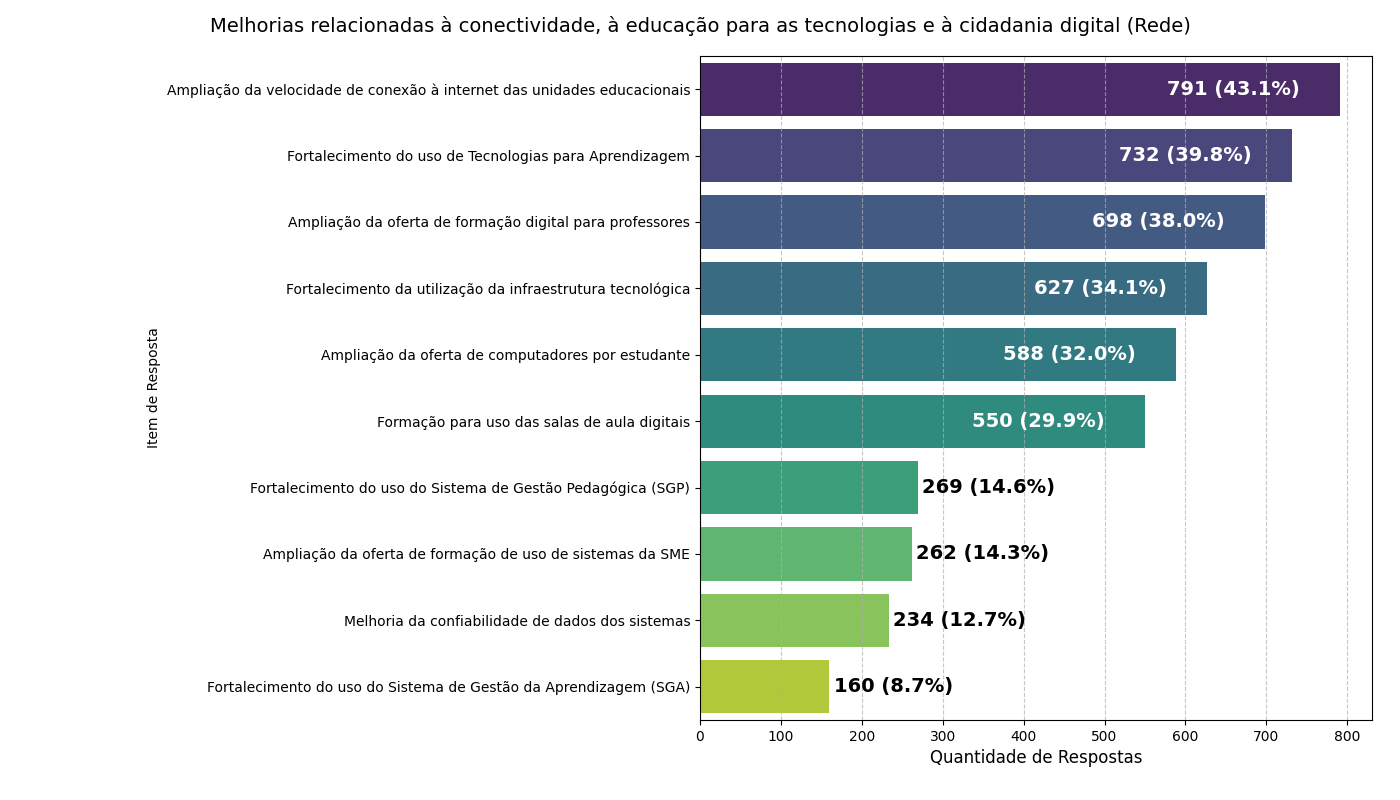 Melhorias relacionadas à conectividade, à educação para as tecnologias e à cidadania digital (Rede)
Item de Resposta
Ampliação da velocidade de conexão à internet das unidades educacionais
791 (43.1%)
Fortalecimento do uso de Tecnologias para Aprendizagem
732 (39.8%)
Ampliação da oferta de formação digital para professores
698 (38.0%)
Fortalecimento da utilização da infraestrutura tecnológica
627 (34.1%)
Ampliação da oferta de computadores por estudante
588 (32.0%)
Formação para uso das salas de aula digitais
550 (29.9%)
Fortalecimento do uso do Sistema de Gestão Pedagógica (SGP)
269 (14.6%)
Ampliação da oferta de formação de uso de sistemas da SME
262 (14.3%)
Melhoria da confiabilidade de dados dos sistemas
234 (12.7%)
Fortalecimento do uso do Sistema de Gestão da Aprendizagem (SGA)
160 (8.7%)
0 100 200 300 400 500 600 700 800
Quantidade de Respostas